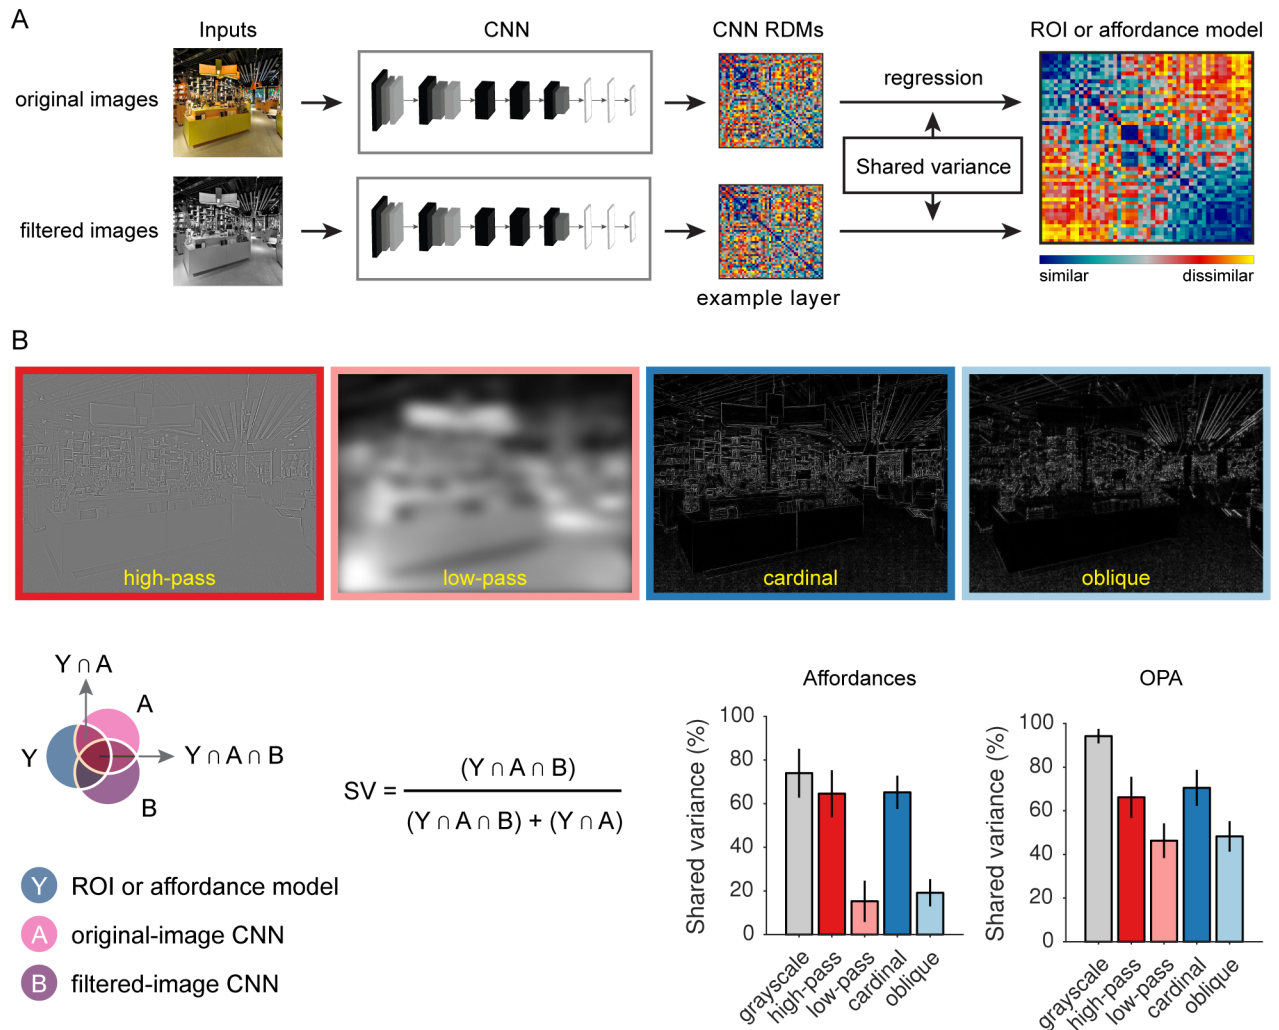 A
Inputs
CNN
CNN RDMs
ROI or affordance model
original images
regression
Shared variance
filtered images
example layer
similar
dissimilar
B
high-pass
low-pass
cardinal
oblique
Y ∩ A
A
Y
Y ∩ A ∩ B
B
SV = (Y ∩ A ∩ B)
(Y ∩ A ∩ B) + (Y ∩ A)
Y ROI or affordance model
A original-image CNN
B filtered-image CNN
Affordances
Shared variance (%)
100
80
60
40
20
0
grayscale
high-pass
low-pass
cardinal
oblique
OPA
Shared variance (%)
100
80
60
40
20
0
grayscale
high-pass
low-pass
cardinal
oblique